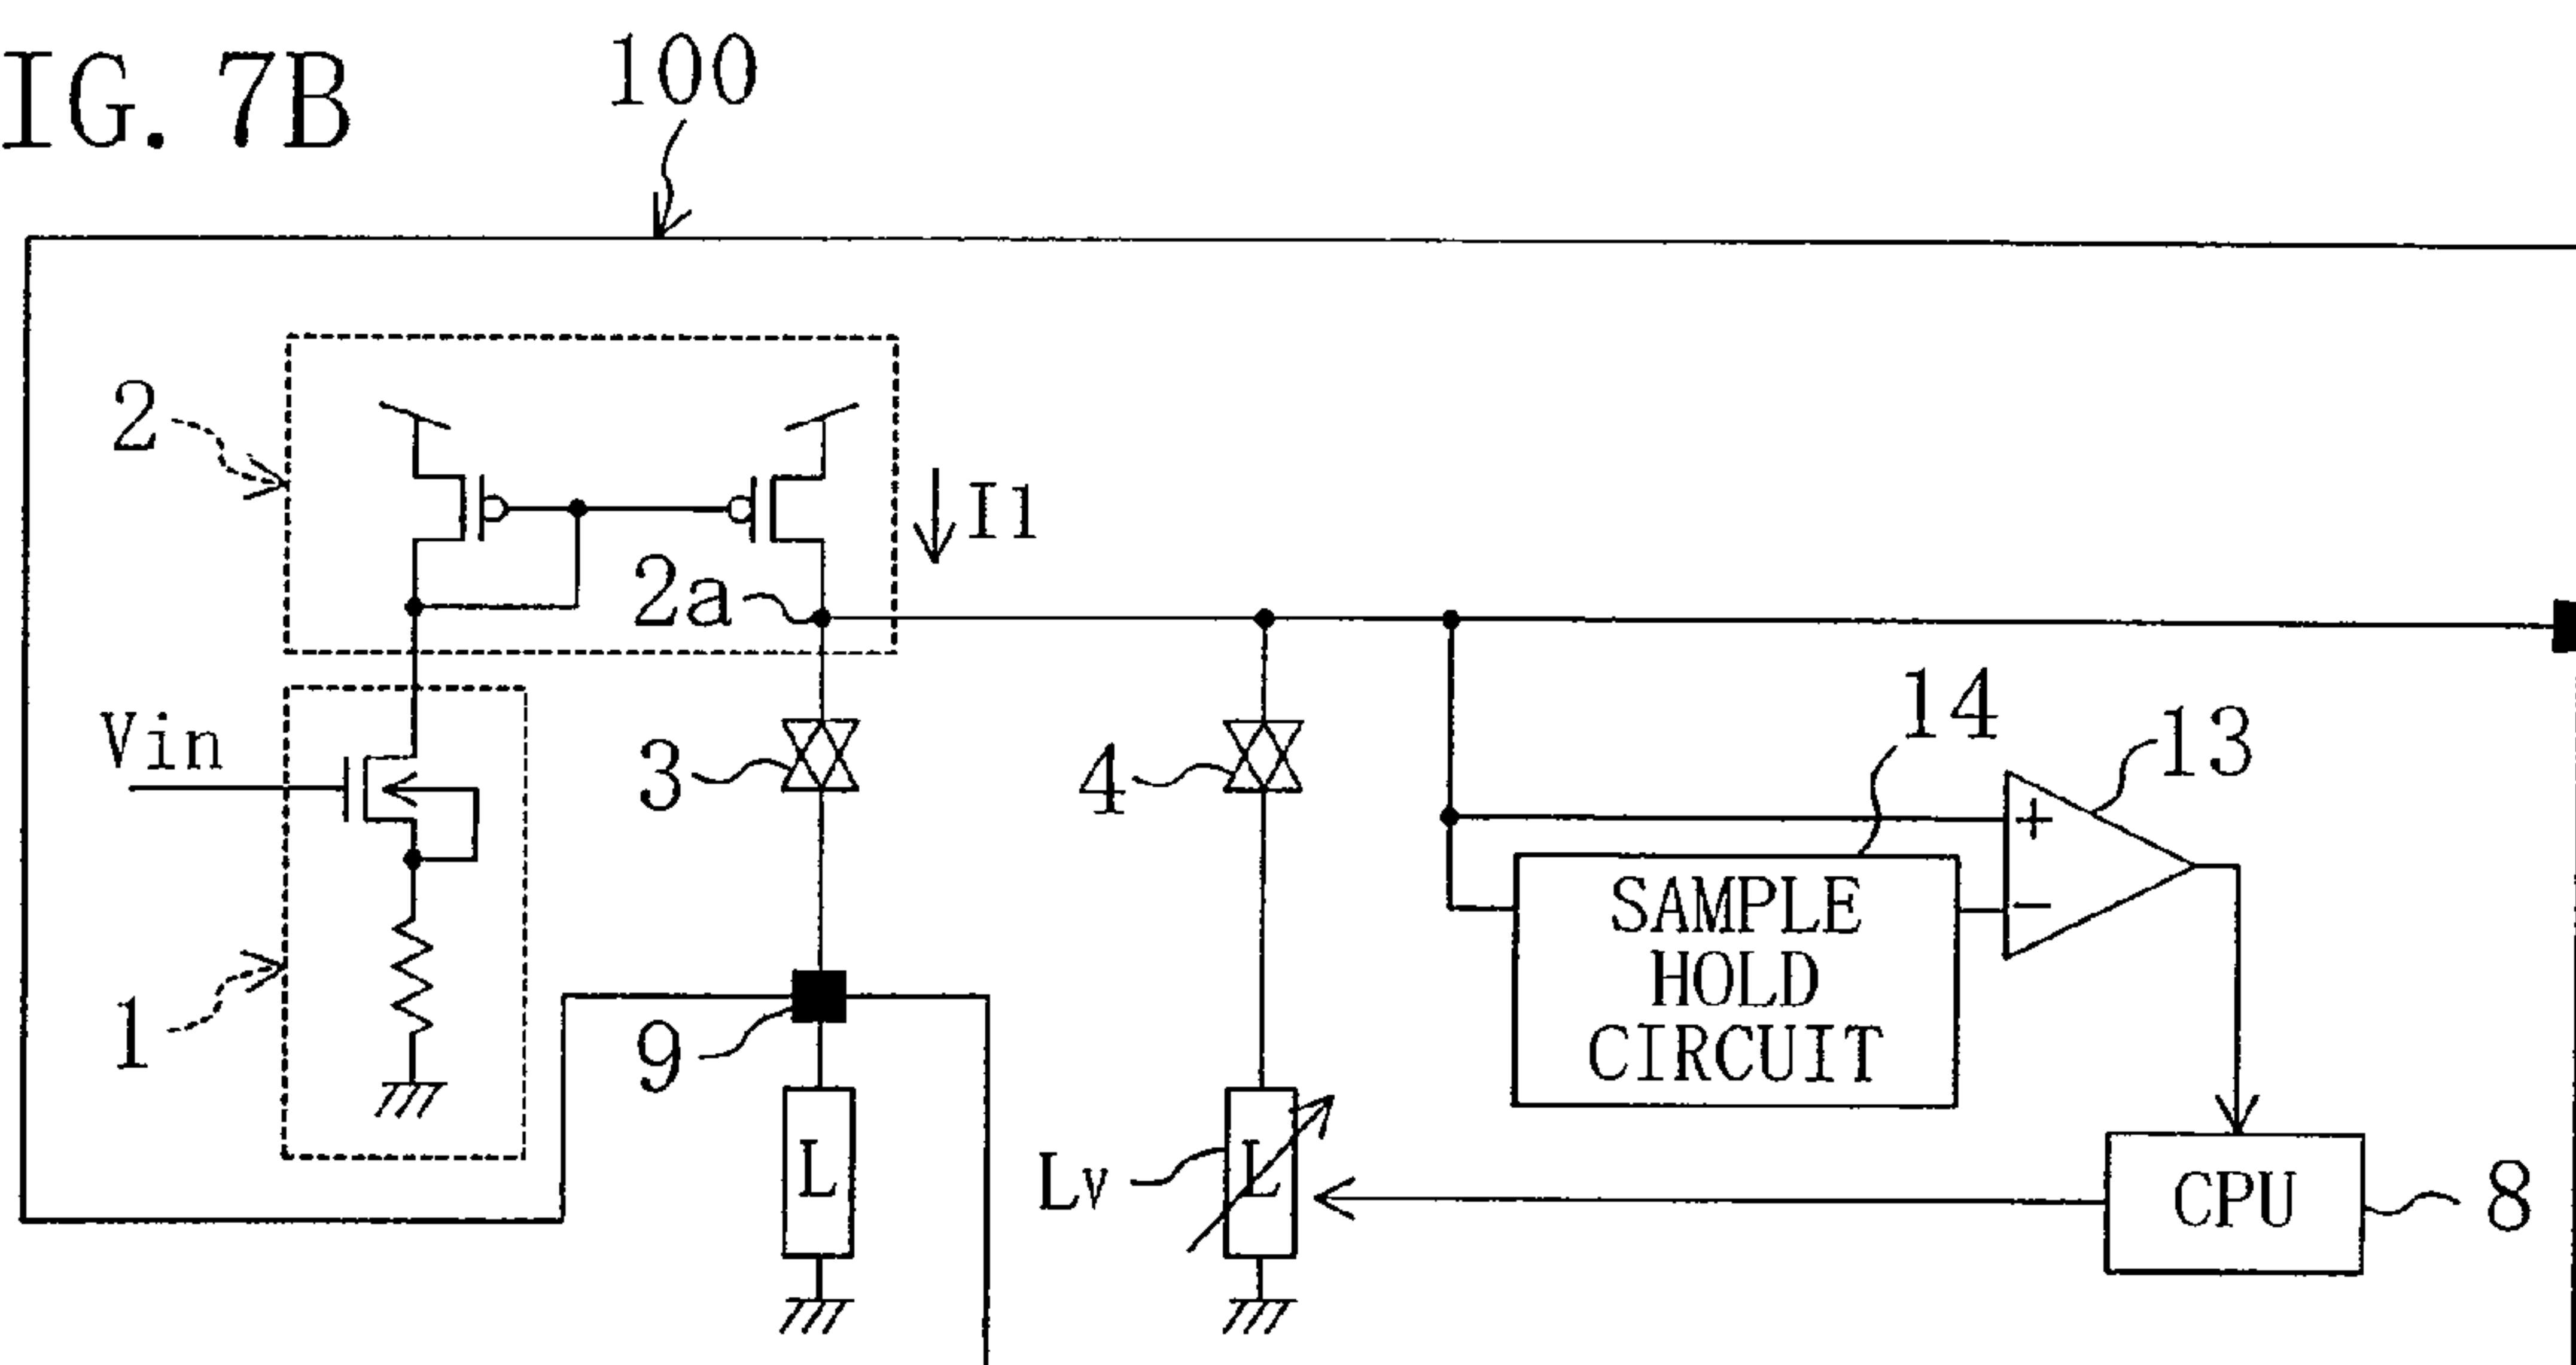 IG. 7B
100
2
I1
2a
Vin
3
4
14
13
+
−
SAMPLE
HOLD
CIRCUIT
1
9
L
Lv
L
CPU
8